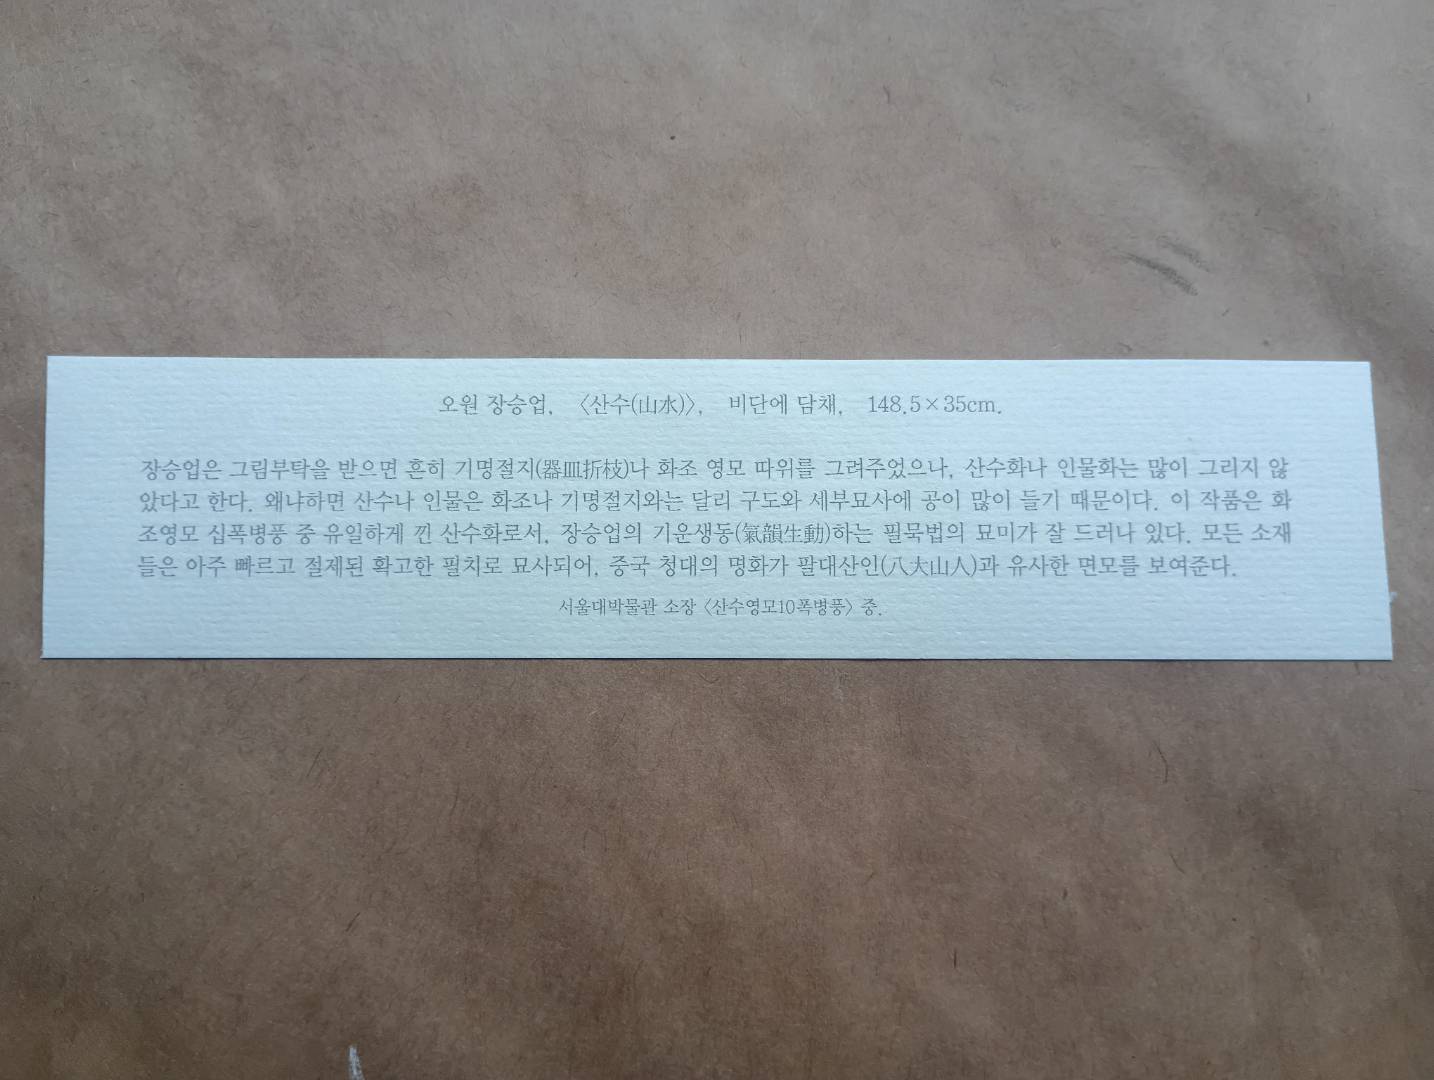 오원 장승업, 〈산수(山水)〉, 비단에 담채, 148.5×35cm.
장승업은 그림부탁을 받으면 흔히 기명절지(器皿折枝)나 화조 영모 따위를 그려주었으나, 산수화나 인물화는 많이 그리지 않
았다고 한다. 왜냐하면 산수나 인물은 화조나 기명절지와는 달리 구도와 세부묘사에 공이 많이 들기 때문이다. 이 작품은 화
조영모 십폭병풍 중 유일하게 낀 산수화로서, 장승업의 기운생동(氣韻生動)하는 필묵법의 묘미가 잘 드러나 있다. 모든 소재
들은 아주 빠르고 절제된 확고한 필치로 묘사되어, 중국 청대의 명화가 팔대산인(八大山人)과 유사한 면모를 보여준다.
서울대박물관 소장 〈산수영모10폭병풍〉 중.